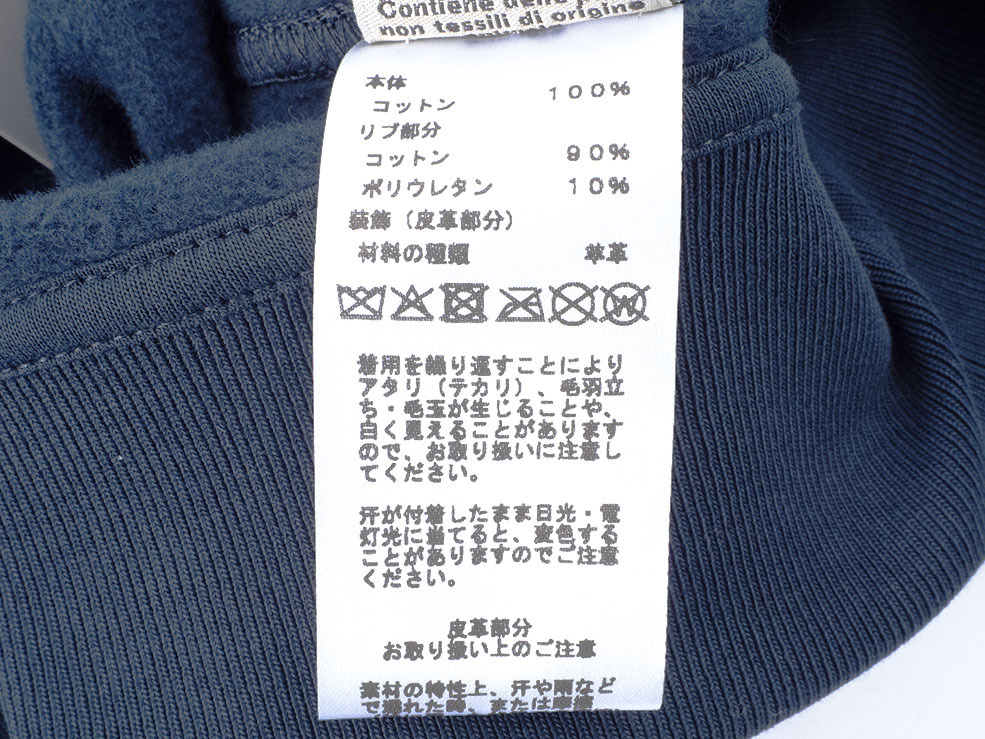 Contiene
non tessili di origine
本体
コットン 100%
リブ部分
コットン 90%
ポリウレタン 10%
装飾（皮革部分）
材料の種類 羊革
着用を繰り返すことにより
アタリ（テカリ）、毛羽立
ち・毛玉が生じることや、
白く見えることがあります
ので、お取り扱いに注意し
てください。
汗が付着したまま日光・電
灯光に当てると、変色する
ことがありますのでご注意
ください。
皮革部分
お取り扱い上のご注意
素材の特性上、汗や雨など
で濡れた時、または摩擦